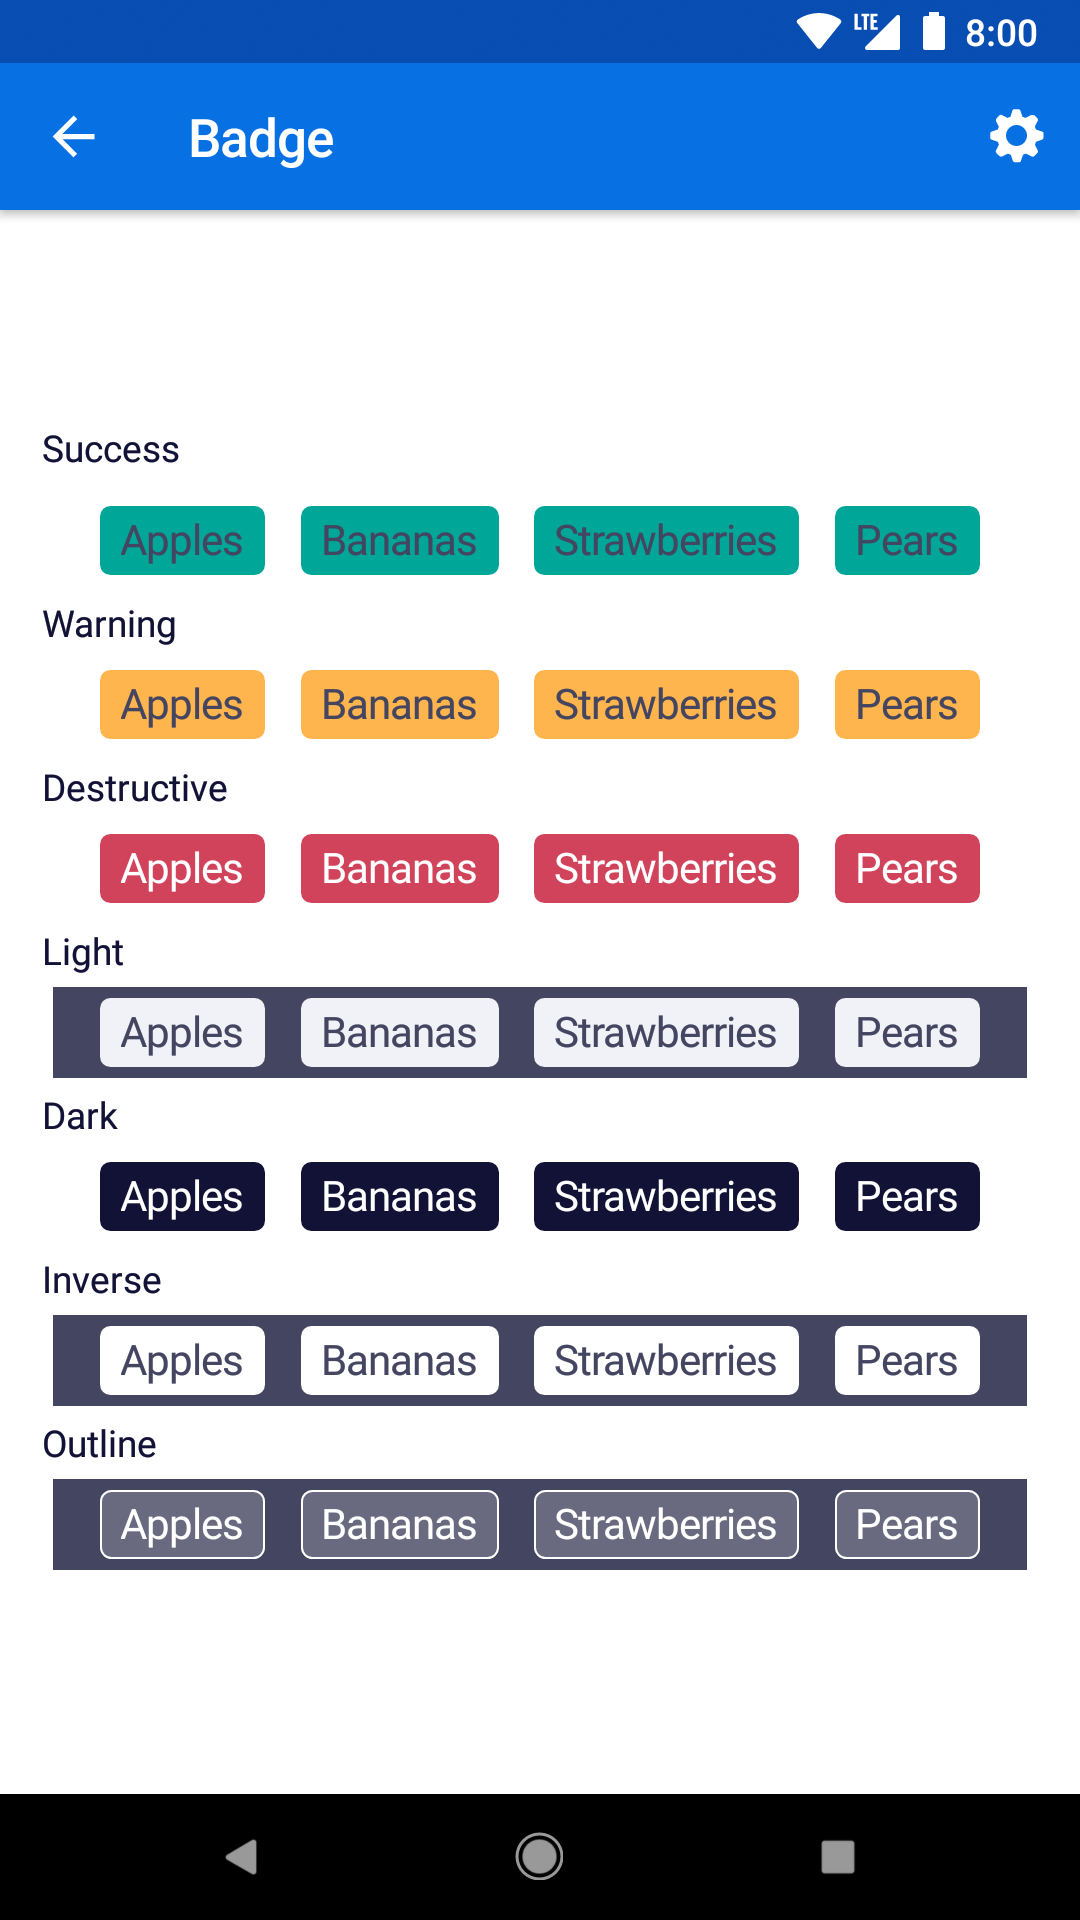 LTE 8:00
Badge
Success
Apples Bananas Strawberries Pears
Warning
Apples Bananas Strawberries Pears
Destructive
Apples Bananas Strawberries Pears
Light
Apples Bananas Strawberries Pears
Dark
Apples Bananas Strawberries Pears
Inverse
Apples Bananas Strawberries Pears
Outline
Apples Bananas Strawberries Pears